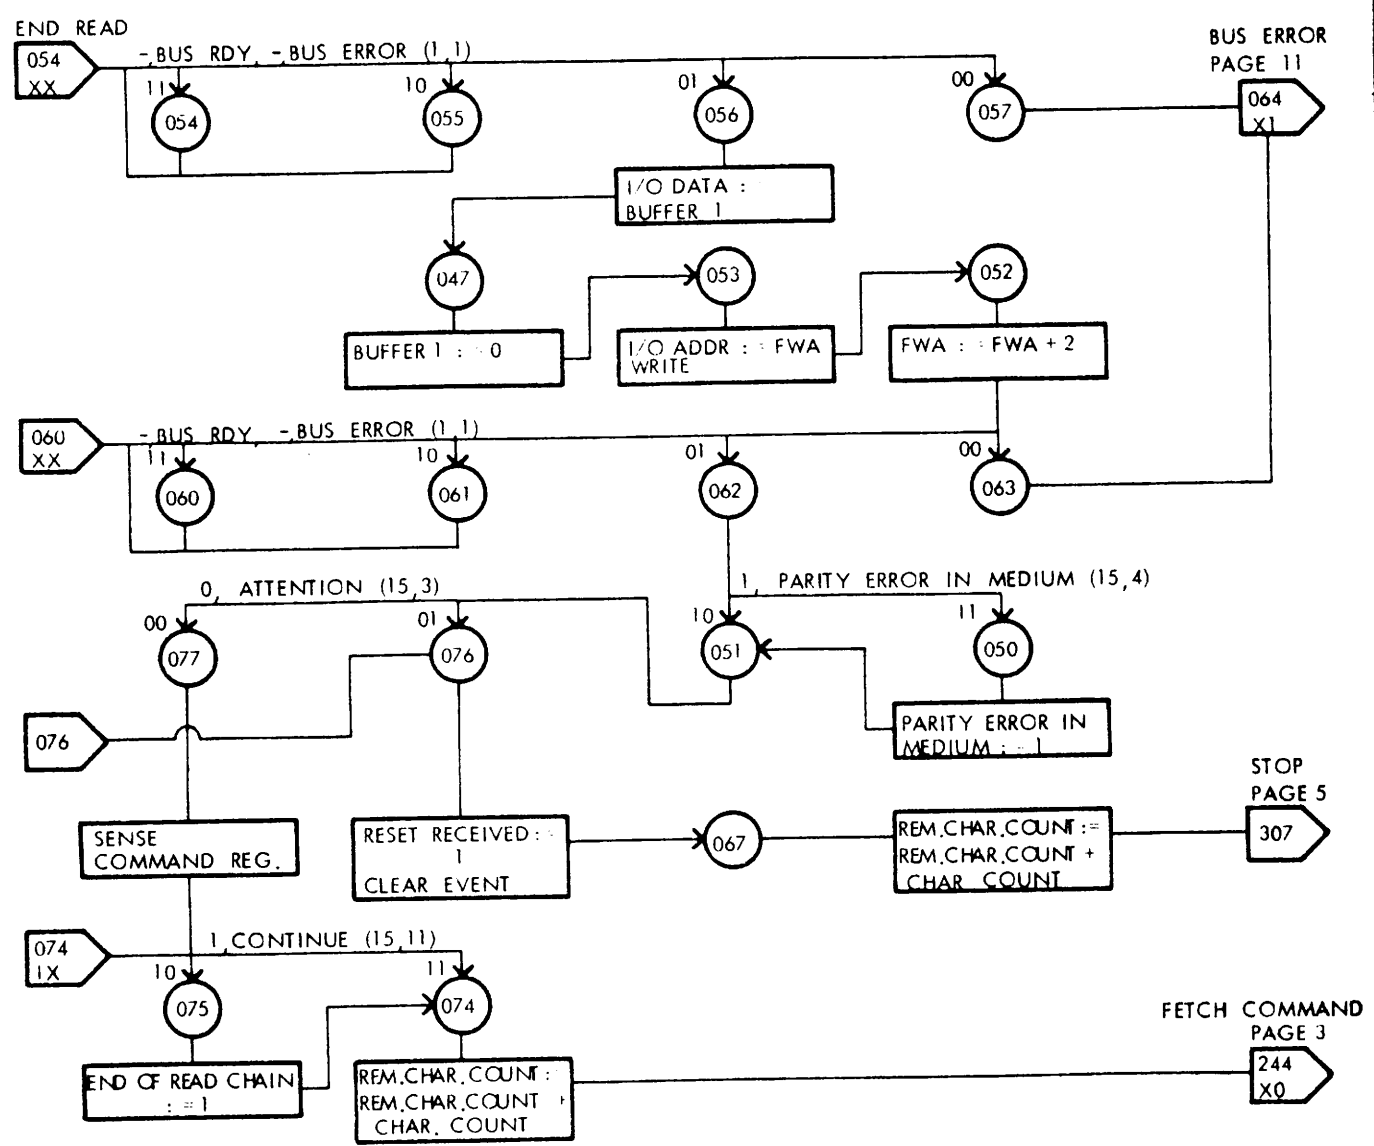 END READ
054
XX
-,BUS RDY, -,BUS ERROR (1,1)
BUS ERROR
PAGE 11
064
X1
11
054
10
055
01
056
00
057
I/O DATA :
BUFFER 1
047
053
052
BUFFER 1 : = 0
I/O ADDR : = FWA
WRITE
FWA : = FWA + 2
060
XX
-,BUS RDY, -,BUS ERROR (1,1)
11
060
10
061
01
062
00
063
0, ATTENTION (15,3)
1, PARITY ERROR IN MEDIUM (15,4)
00
077
01
076
10
051
11
050
076
PARITY ERROR IN
MEDIUM : = 1
STOP
PAGE 5
307
SENSE
COMMAND REG.
RESET RECEIVED : =
1
CLEAR EVENT
067
REM.CHAR.COUNT :=
REM.CHAR.COUNT +
CHAR COUNT
074
1X
1,CONTINUE (15,11)
10
075
11
074
FETCH COMMAND
PAGE 3
244
X0
END OF READ CHAIN
: =1
REM.CHAR.COUNT :
REM.CHAR.COUNT +
CHAR. COUNT